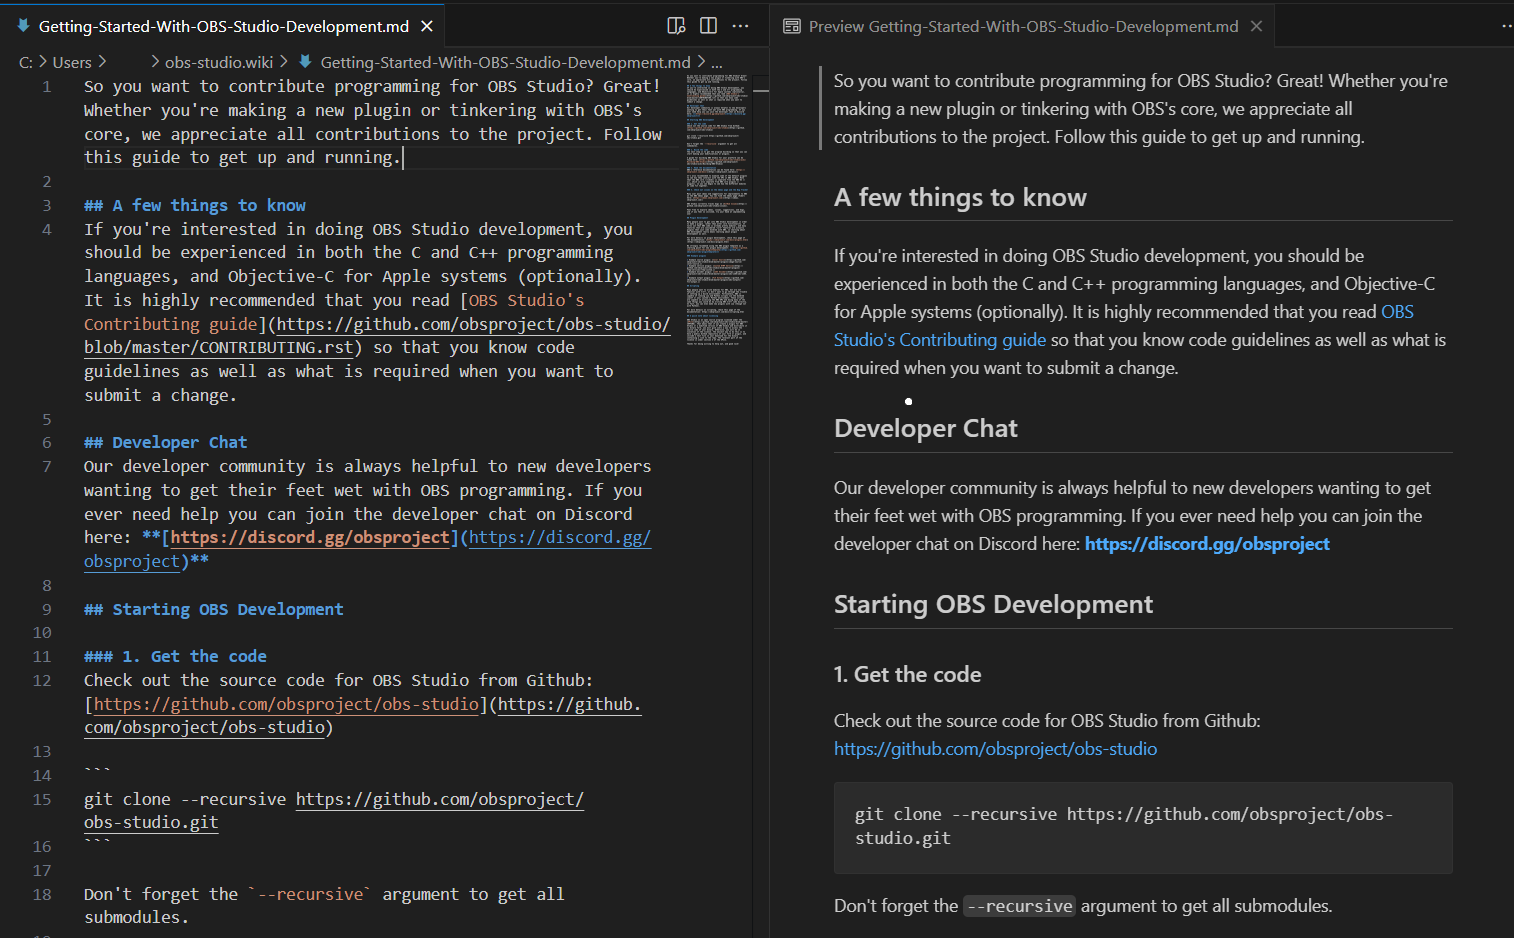 Getting-Started-With-OBS-Studio-Development.md
C: > Users > > obs-studio.wiki > Getting-Started-With-OBS-Studio-Development.md > ...
1 So you want to contribute programming for OBS Studio? Great!
Whether you're making a new plugin or tinkering with OBS's
core, we appreciate all contributions to the project. Follow
this guide to get up and running.
2
3 ## A few things to know
4 If you're interested in doing OBS Studio development, you
should be experienced in both the C and C++ programming
languages, and Objective-C for Apple systems (optionally).
It is highly recommended that you read [OBS Studio's
Contributing guide](https://github.com/obsproject/obs-studio/
blob/master/CONTRIBUTING.rst) so that you know code
guidelines as well as what is required when you want to
submit a change.
5
6 ## Developer Chat
7 Our developer community is always helpful to new developers
wanting to get their feet wet with OBS programming. If you
ever need help you can join the developer chat on Discord
here: **[https://discord.gg/obsproject](https://discord.gg/
obsproject)**
8
9 ## Starting OBS Development
10
11 ### 1. Get the code
12 Check out the source code for OBS Studio from Github:
[https://github.com/obsproject/obs-studio](https://github.
com/obsproject/obs-studio)
13
14 ```
15 git clone --recursive https://github.com/obsproject/
obs-studio.git
16 ```
17
18 Don't forget the `--recursive` argument to get all
submodules.
Preview Getting-Started-With-OBS-Studio-Development.md
So you want to contribute programming for OBS Studio? Great! Whether you're
making a new plugin or tinkering with OBS's core, we appreciate all
contributions to the project. Follow this guide to get up and running.
A few things to know
If you're interested in doing OBS Studio development, you should be
experienced in both the C and C++ programming languages, and Objective-C
for Apple systems (optionally). It is highly recommended that you read OBS
Studio's Contributing guide so that you know code guidelines as well as what is
required when you want to submit a change.
Developer Chat
Our developer community is always helpful to new developers wanting to get
their feet wet with OBS programming. If you ever need help you can join the
developer chat on Discord here: https://discord.gg/obsproject
Starting OBS Development
1. Get the code
Check out the source code for OBS Studio from Github:
https://github.com/obsproject/obs-studio
git clone --recursive https://github.com/obsproject/obs-
studio.git
Don't forget the --recursive argument to get all submodules.